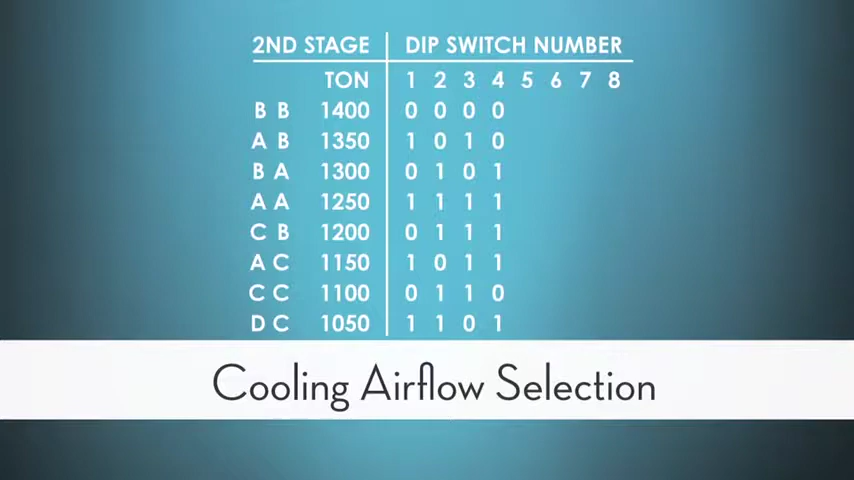 2ND STAGE DIP SWITCH NUMBER
TON 1 2 3 4 5 6 7 8
B B 1400 0 0 0 0
A B 1350 1 0 1 0
B A 1300 0 1 0 1
A A 1250 1 1 1 1
C B 1200 0 1 1 1
A C 1150 1 0 1 1
C C 1100 0 1 1 0
D C 1050 1 1 0 1
Cooling Airflow Selection